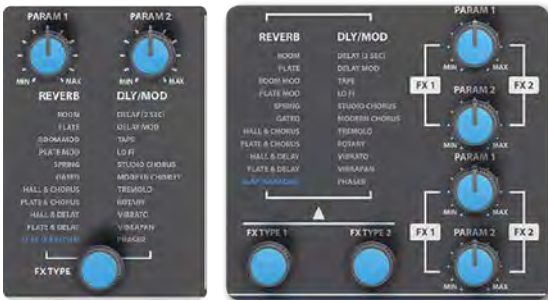 PARAM 1 PARAM 2
MIN MAX MIN MAX
REVERB DLY/MOD
ROOM DELAY (2 SEC)
PLATE DELAY MOD
ROOM MOD TAPE
PLATE MOD LO FI
SPRING STUDIO CHORUS
GATED MODERN CHORUS
HALL & CHORUS TREMOLO
PLATE & CHORUS ROTARY
HALL & DELAY VIBRATO
PLATE & DELAY VIBRAPAN
PHASER
FX TYPE
REVERB DLY/MOD
ROOM DELAY (2 SEC)
PLATE DELAY MOD
ROOM MOD TAPE
PLATE MOD LO FI
SPRING STUDIO CHORUS
GATED MODERN CHORUS
HALL & CHORUS TREMOLO
PLATE & CHORUS ROTARY
HALL & DELAY VIBRATO
PLATE & DELAY VIBRAPAN
PHASER
FX TYPE 1 FX TYPE 2
PARAM 1
MIN MAX
FX 1 FX 2
PARAM 2
MIN MAX
PARAM 1
MIN MAX
FX 1 FX 2
PARAM 2
MIN MAX